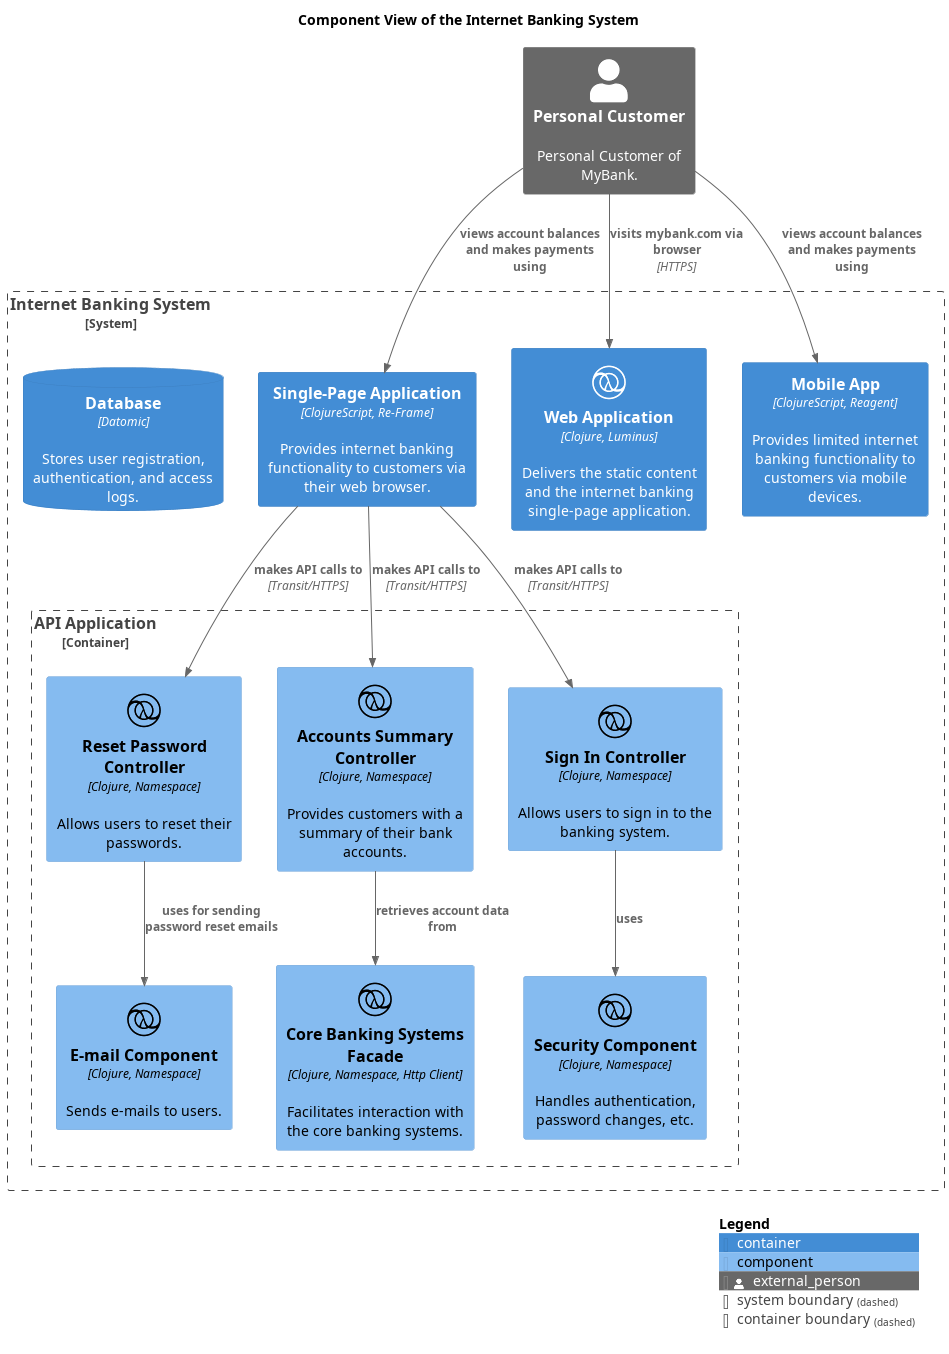 Component View of the Internet Banking System
Personal Customer
Personal Customer of
MyBank.
views account balances
and makes payments
using
visits mybank.com via
browser
[HTTPS]
views account balances
and makes payments
using
Internet Banking System
[System]
Database
[Datomic]
Stores user registration,
authentication, and access
logs.
Single-Page Application
[ClojureScript, Re-Frame]
Provides internet banking
functionality to customers via
their web browser.
Web Application
[Clojure, Luminus]
Delivers the static content
and the internet banking
single-page application.
Mobile App
[ClojureScript, Reagent]
Provides limited internet
banking functionality to
customers via mobile
devices.
makes API calls to
[Transit/HTTPS]
makes API calls to
[Transit/HTTPS]
makes API calls to
[Transit/HTTPS]
API Application
[Container]
Reset Password
Controller
[Clojure, Namespace]
Allows users to reset their
passwords.
Accounts Summary
Controller
[Clojure, Namespace]
Provides customers with a
summary of their bank
accounts.
Sign In Controller
[Clojure, Namespace]
Allows users to sign in to the
banking system.
uses for sending
password reset emails
retrieves account data
from
uses
E-mail Component
[Clojure, Namespace]
Sends e-mails to users.
Core Banking Systems
Facade
[Clojure, Namespace, Http Client]
Facilitates interaction with
the core banking systems.
Security Component
[Clojure, Namespace]
Handles authentication,
password changes, etc.
Legend
container
component
external_person
system boundary (dashed)
container boundary (dashed)